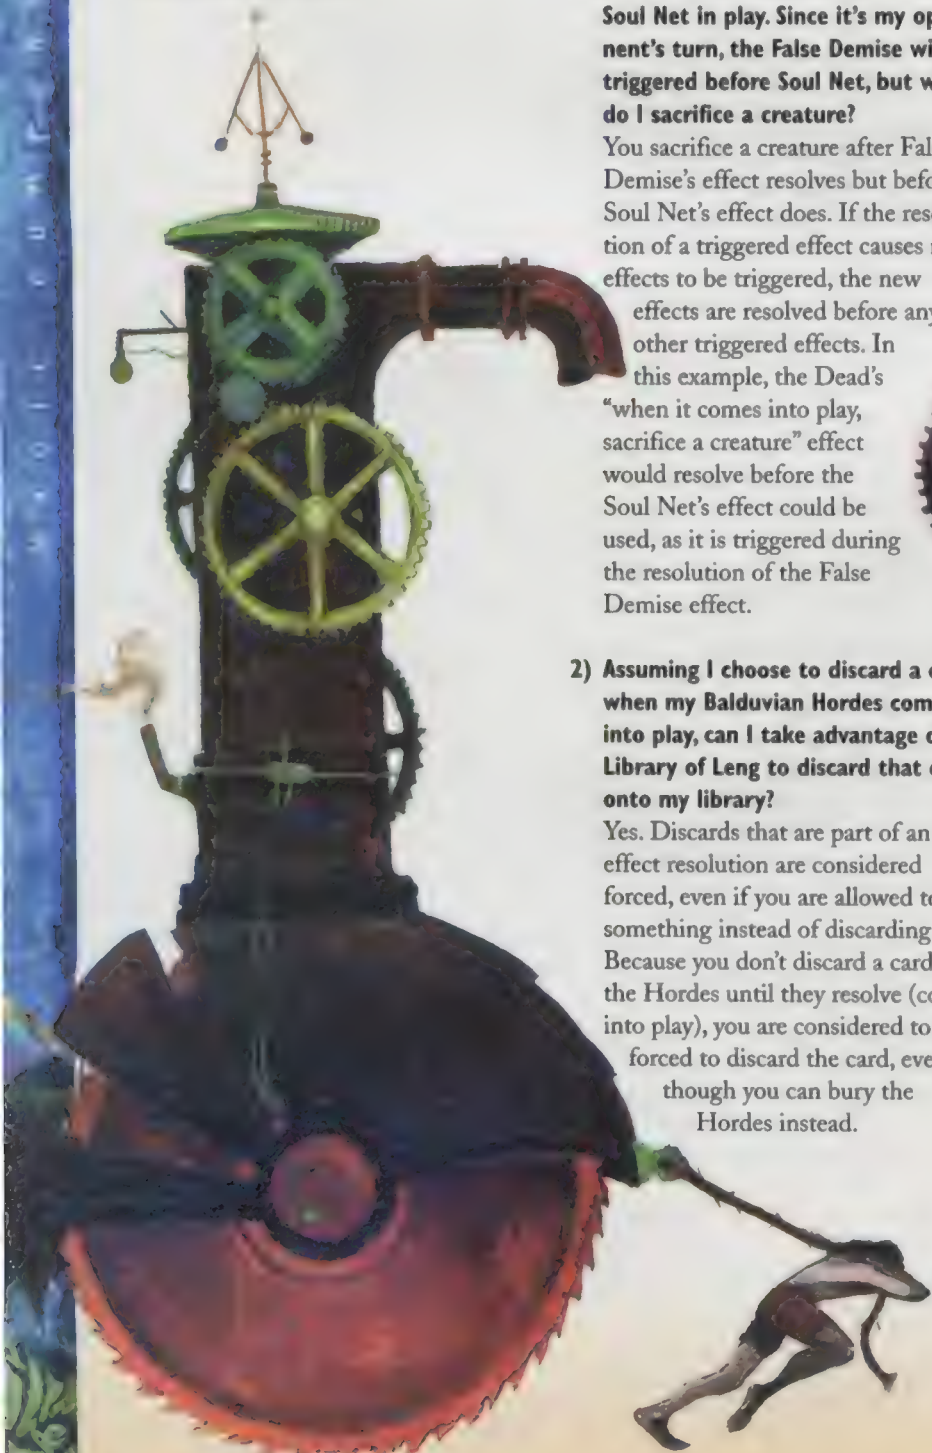 Soul Net in play. Since it's my op
nent's turn, the False Demise wi
triggered before Soul Net, but w
do I sacrifice a creature?
You sacrifice a creature after Fal
Demise's effect resolves but befo
Soul Net's effect does. If the res
tion of a triggered effect causes
effects to be triggered, the new
effects are resolved before any
other triggered effects. In
this example, the Dead's
“when it comes into play,
sacrifice a creature” effect
would resolve before the
Soul Net's effect could be
used, as it is triggered during
the resolution of the False
Demise effect.
2) Assuming I choose to discard a
when my Balduvian Hordes com
into play, can I take advantage o
Library of Leng to discard that
onto my library?
Yes. Discards that are part of an
effect resolution are considered
forced, even if you are allowed to
something instead of discarding
Because you don't discard a card
the Hordes until they resolve (co
into play), you are considered to
forced to discard the card, eve
though you can bury the
Hordes instead.